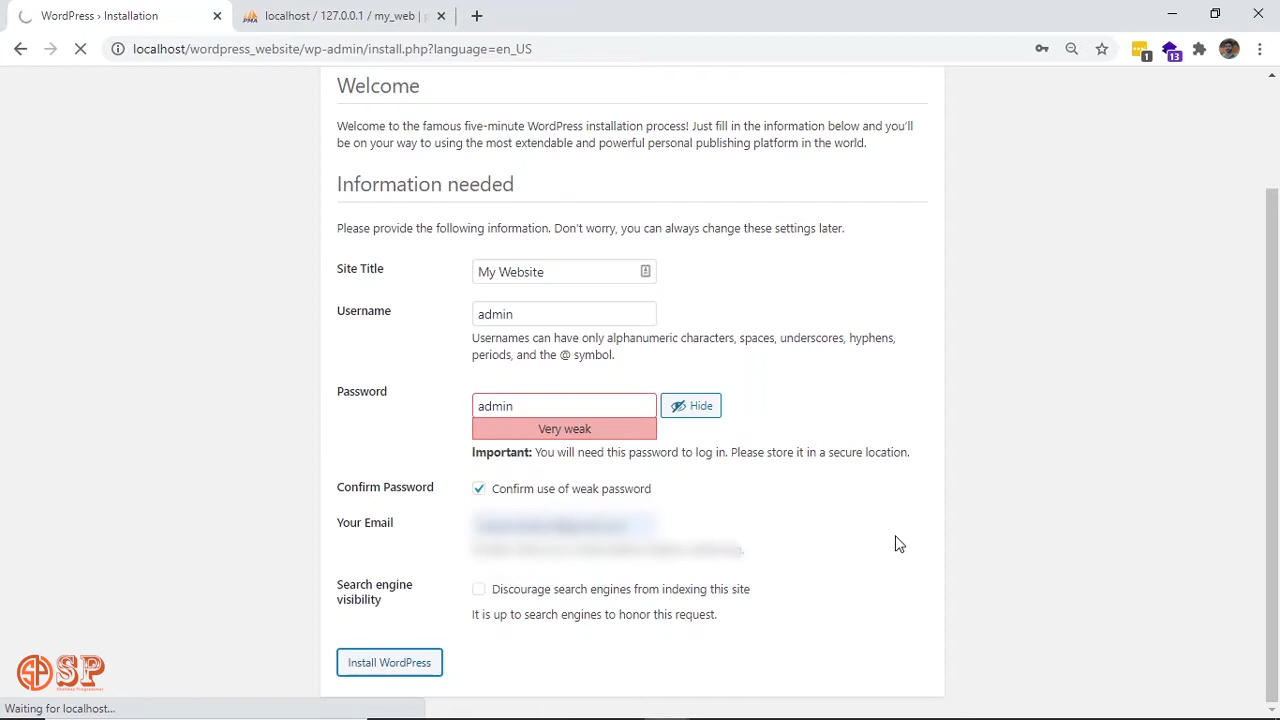 WordPress › Installation
localhost / 127.0.0.1 / my_web | p
localhost/wordpress_website/wp-admin/install.php?language=en_US
1
13
Welcome
Welcome to the famous five-minute WordPress installation process! Just fill in the information below and you'll
be on your way to using the most extendable and powerful personal publishing platform in the world.
Information needed
Please provide the following information. Don't worry, you can always change these settings later.
Site Title
My Website
Username
admin
Usernames can have only alphanumeric characters, spaces, underscores, hyphens,
periods, and the @ symbol.
Password
admin
Hide
Very weak
Important: You will need this password to log in. Please store it in a secure location.
Confirm Password
Confirm use of weak password
Your Email
Search engine
visibility
Discourage search engines from indexing this site
It is up to search engines to honor this request.
Install WordPress
SP
Waiting for localhost...